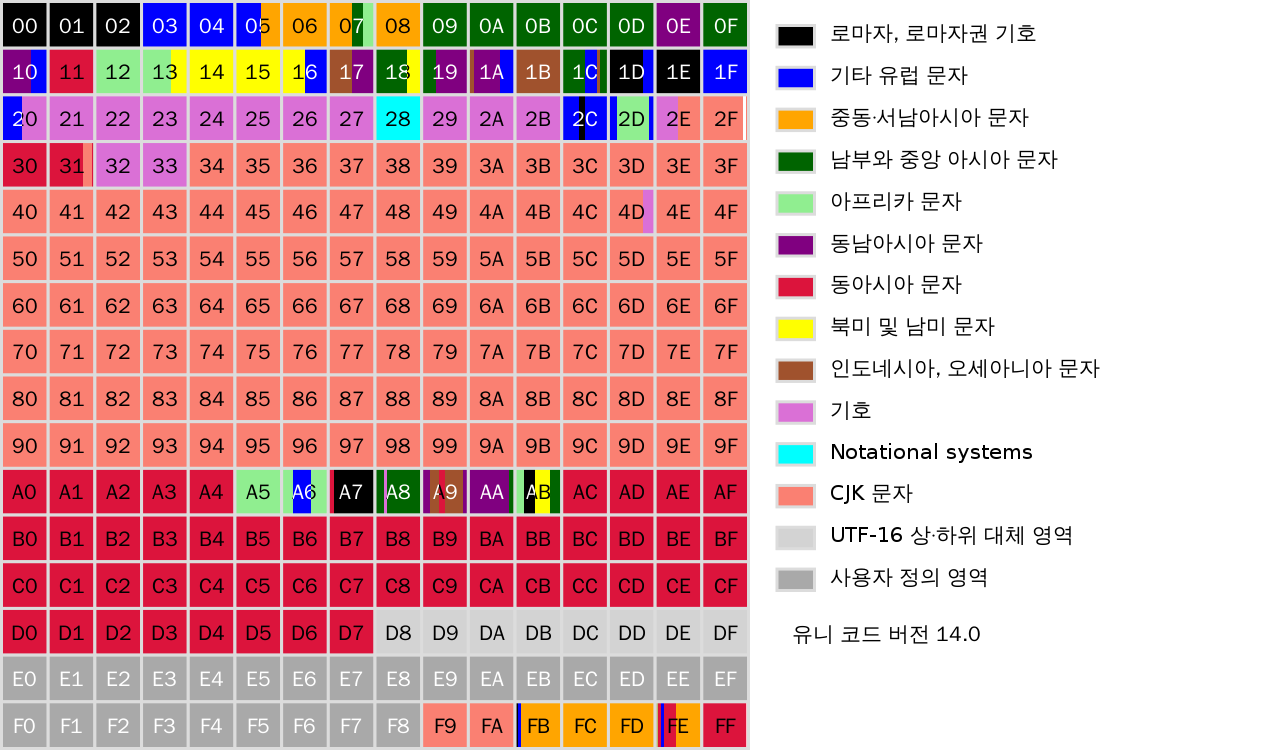 00 01 02 03 04 05 06 07 08 09 0A 0B 0C 0D 0E 0F
10 11 12 13 14 15 16 17 18 19 1A 1B 1C 1D 1E 1F
20 21 22 23 24 25 26 27 28 29 2A 2B 2C 2D 2E 2F
30 31 32 33 34 35 36 37 38 39 3A 3B 3C 3D 3E 3F
40 41 42 43 44 45 46 47 48 49 4A 4B 4C 4D 4E 4F
50 51 52 53 54 55 56 57 58 59 5A 5B 5C 5D 5E 5F
60 61 62 63 64 65 66 67 68 69 6A 6B 6C 6D 6E 6F
70 71 72 73 74 75 76 77 78 79 7A 7B 7C 7D 7E 7F
80 81 82 83 84 85 86 87 88 89 8A 8B 8C 8D 8E 8F
90 91 92 93 94 95 96 97 98 99 9A 9B 9C 9D 9E 9F
A0 A1 A2 A3 A4 A5 A6 A7 A8 A9 AA AB AC AD AE AF
B0 B1 B2 B3 B4 B5 B6 B7 B8 B9 BA BB BC BD BE BF
C0 C1 C2 C3 C4 C5 C6 C7 C8 C9 CA CB CC CD CE CF
D0 D1 D2 D3 D4 D5 D6 D7 D8 D9 DA DB DC DD DE DF
E0 E1 E2 E3 E4 E5 E6 E7 E8 E9 EA EB EC ED EE EF
F0 F1 F2 F3 F4 F5 F6 F7 F8 F9 FA FB FC FD FE FF
로마자, 로마자권 기호
기타 유럽 문자
중동·서남아시아 문자
남부와 중앙 아시아 문자
아프리카 문자
동남아시아 문자
동아시아 문자
북미 및 남미 문자
인도네시아, 오세아니아 문자
기호
Notational systems
CJK 문자
UTF-16 상·하위 대체 영역
사용자 정의 영역
유니 코드 버전 14.0